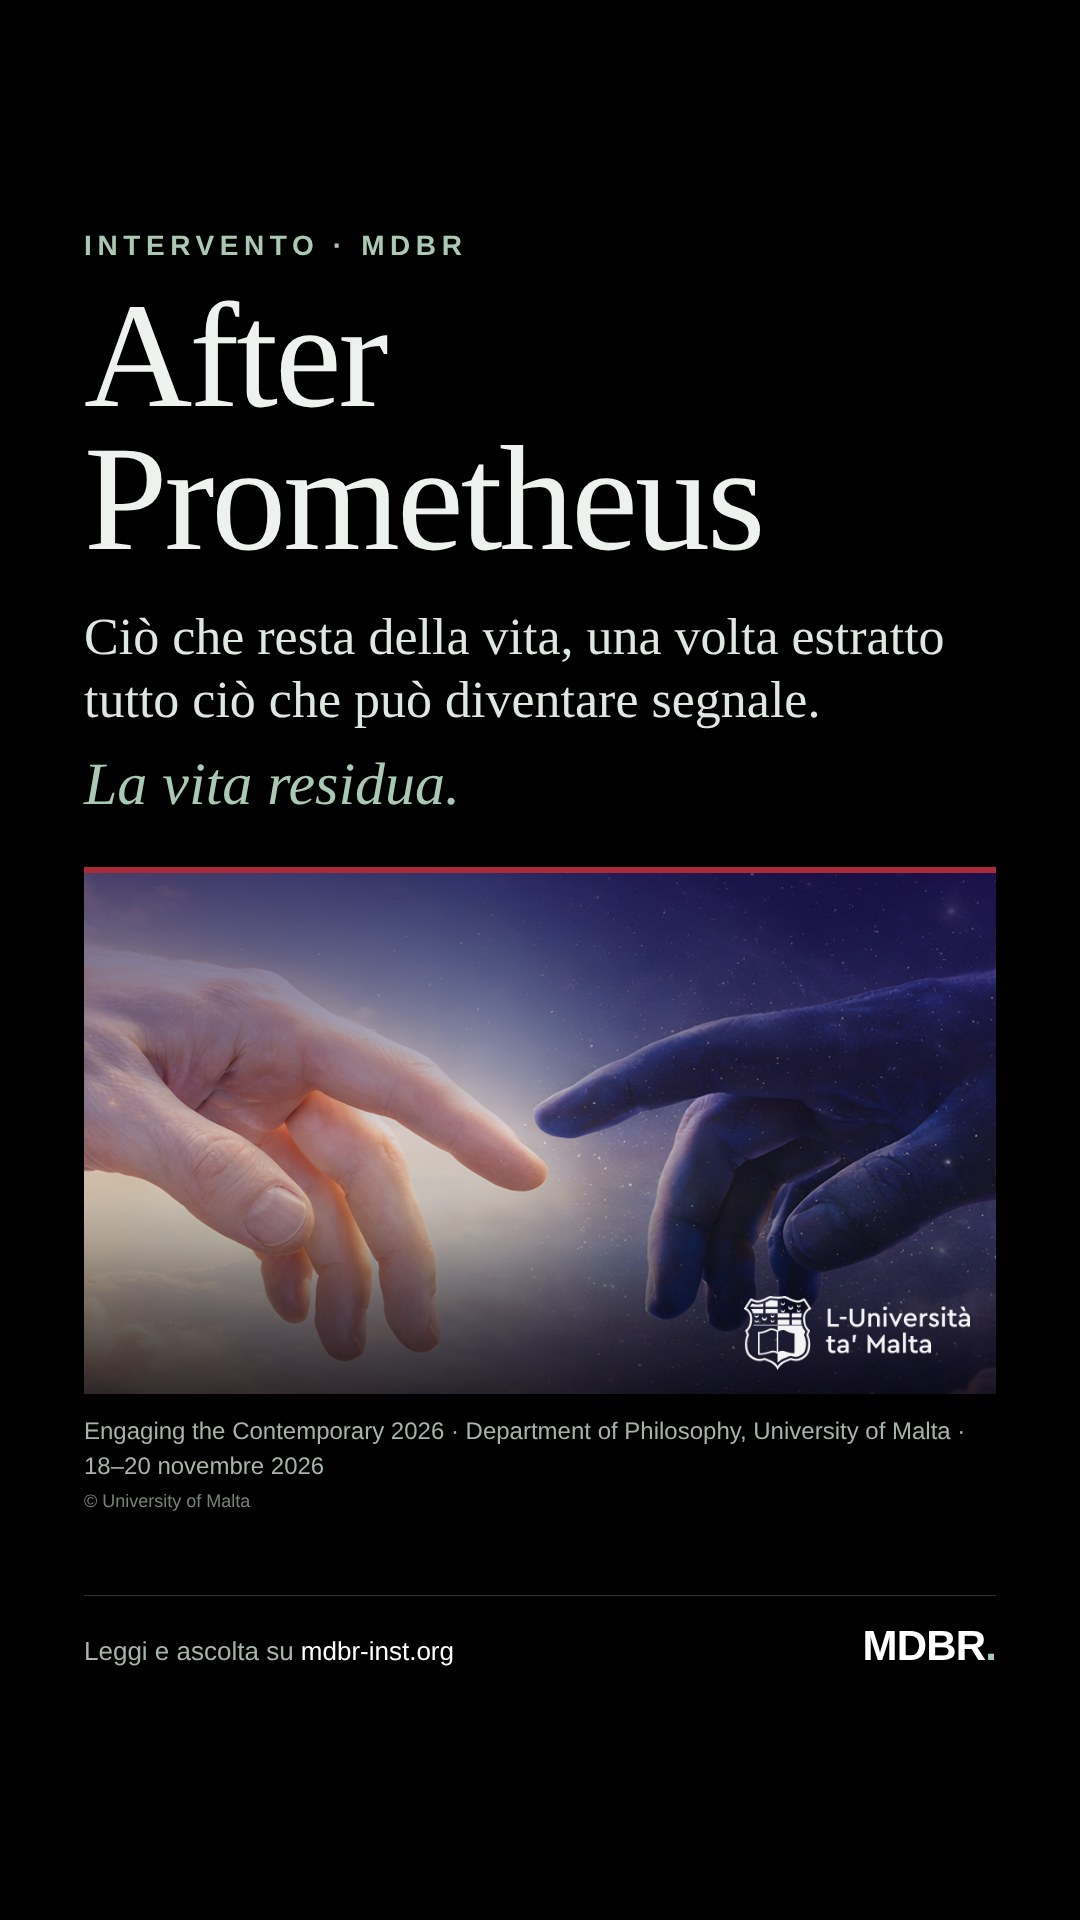 INTERVENTO · MDBR
After
Prometheus
Ciò che resta della vita, una volta estratto
tutto ciò che può diventare segnale.
La vita residua.
L-Università
ta' Malta
Engaging the Contemporary 2026 · Department of Philosophy, University of Malta ·
18–20 novembre 2026
© University of Malta
Leggi e ascolta su mdbr-inst.org
MDBR.